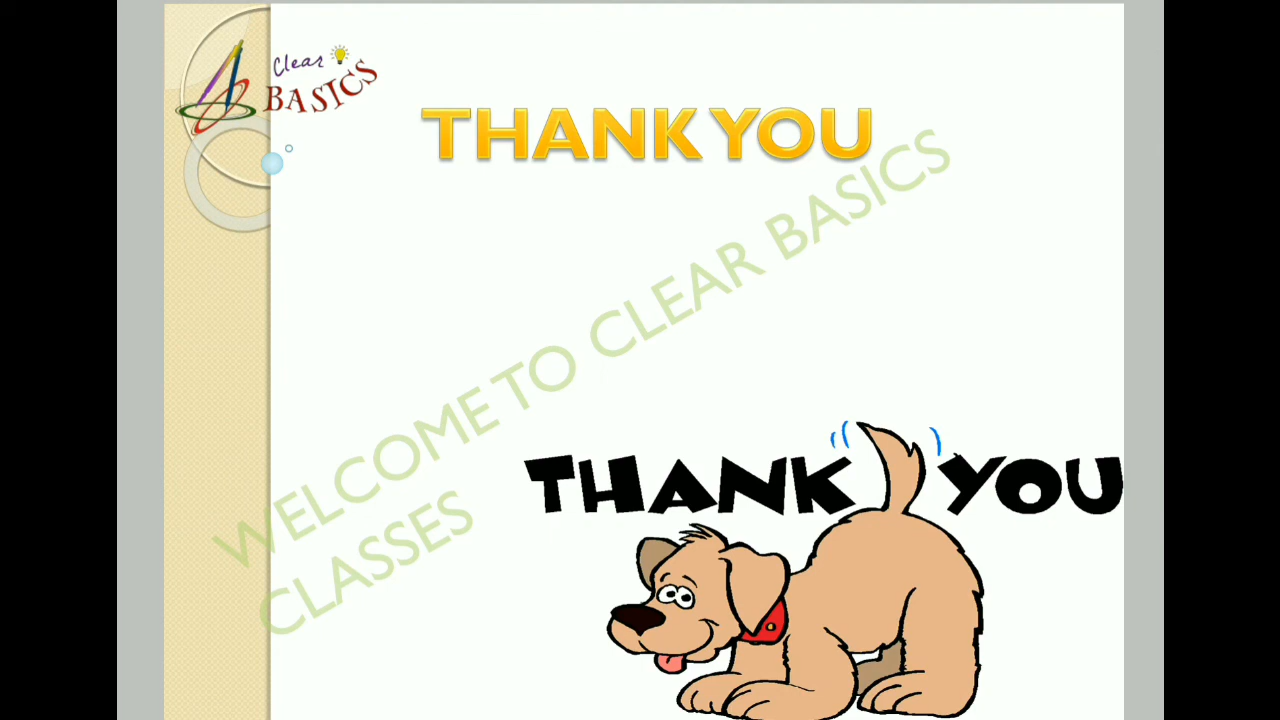 Clear
BASICS
THANK YOU
WELCOME TO CLEAR BASICS
CLASSES
THANK YOU